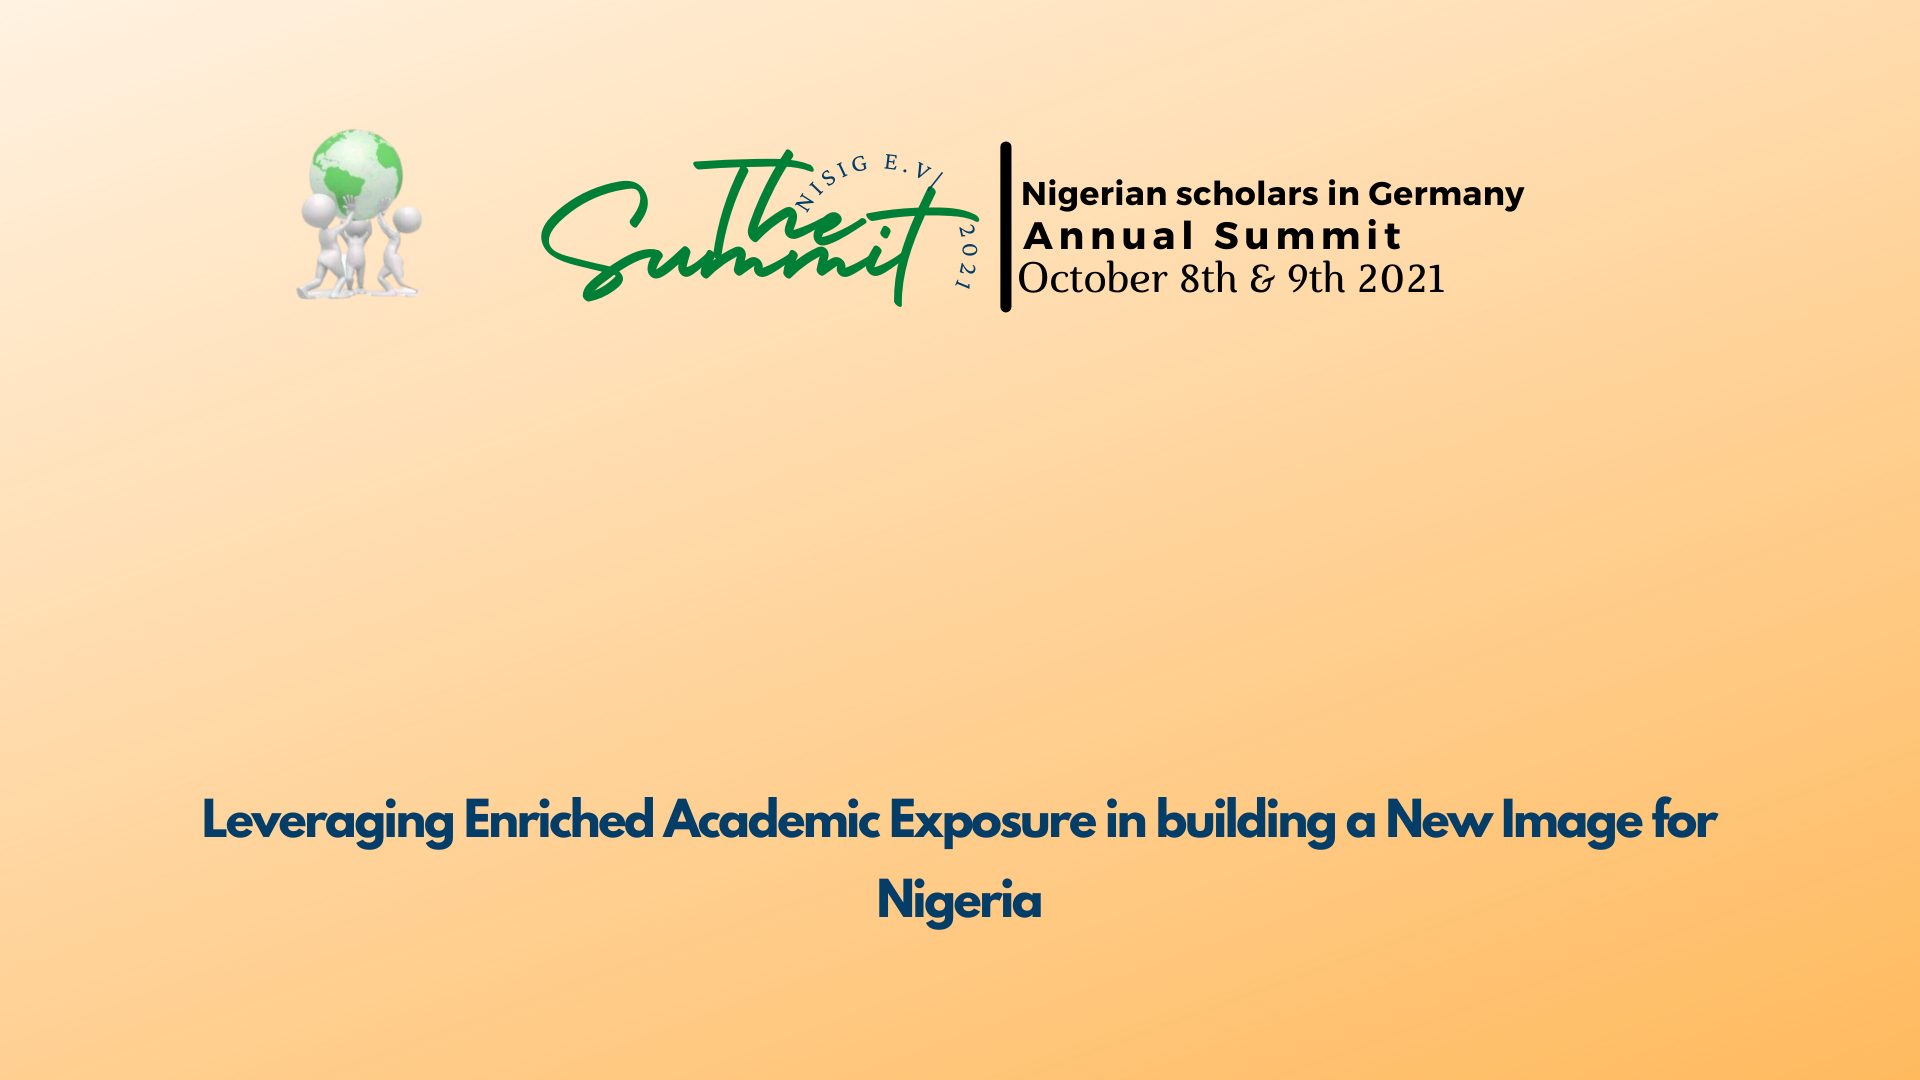 The
Summit
NISIG E.V/ 2021
Nigerian scholars in Germany
Annual Summit
October 8th & 9th 2021
Leveraging Enriched Academic Exposure in building a New Image for
Nigeria